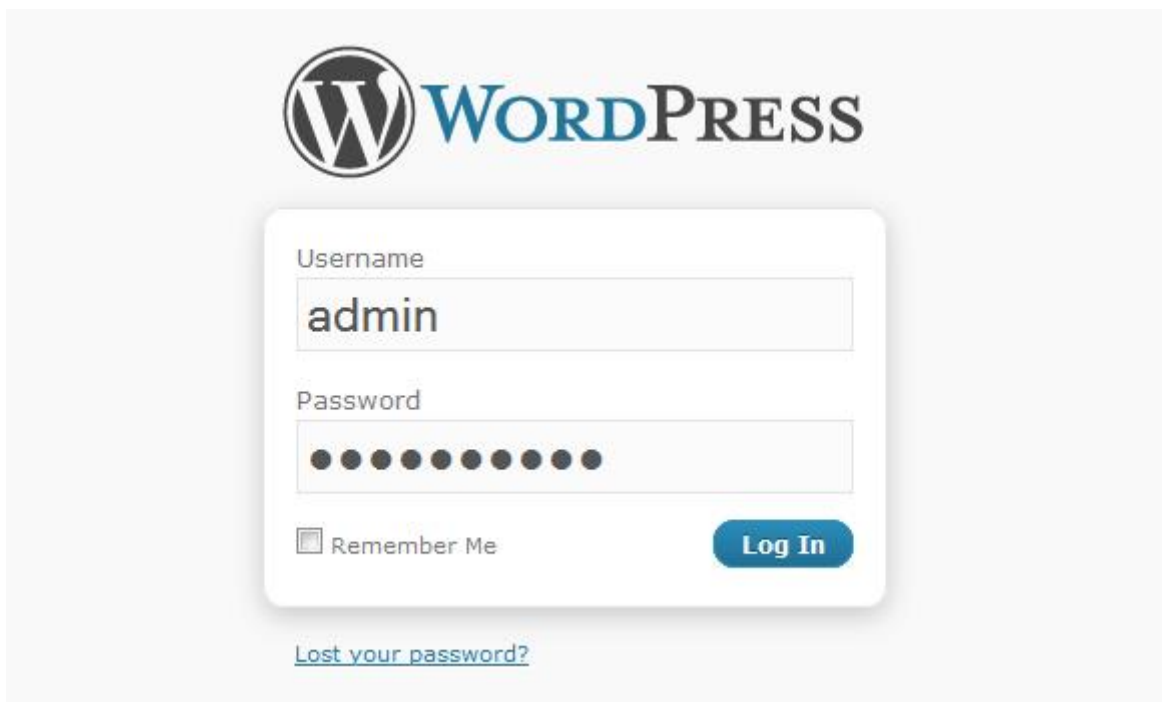 WORDPRESS
Username
admin
Password
●●●●●●●●●●
Remember Me
Log In
Lost your password?